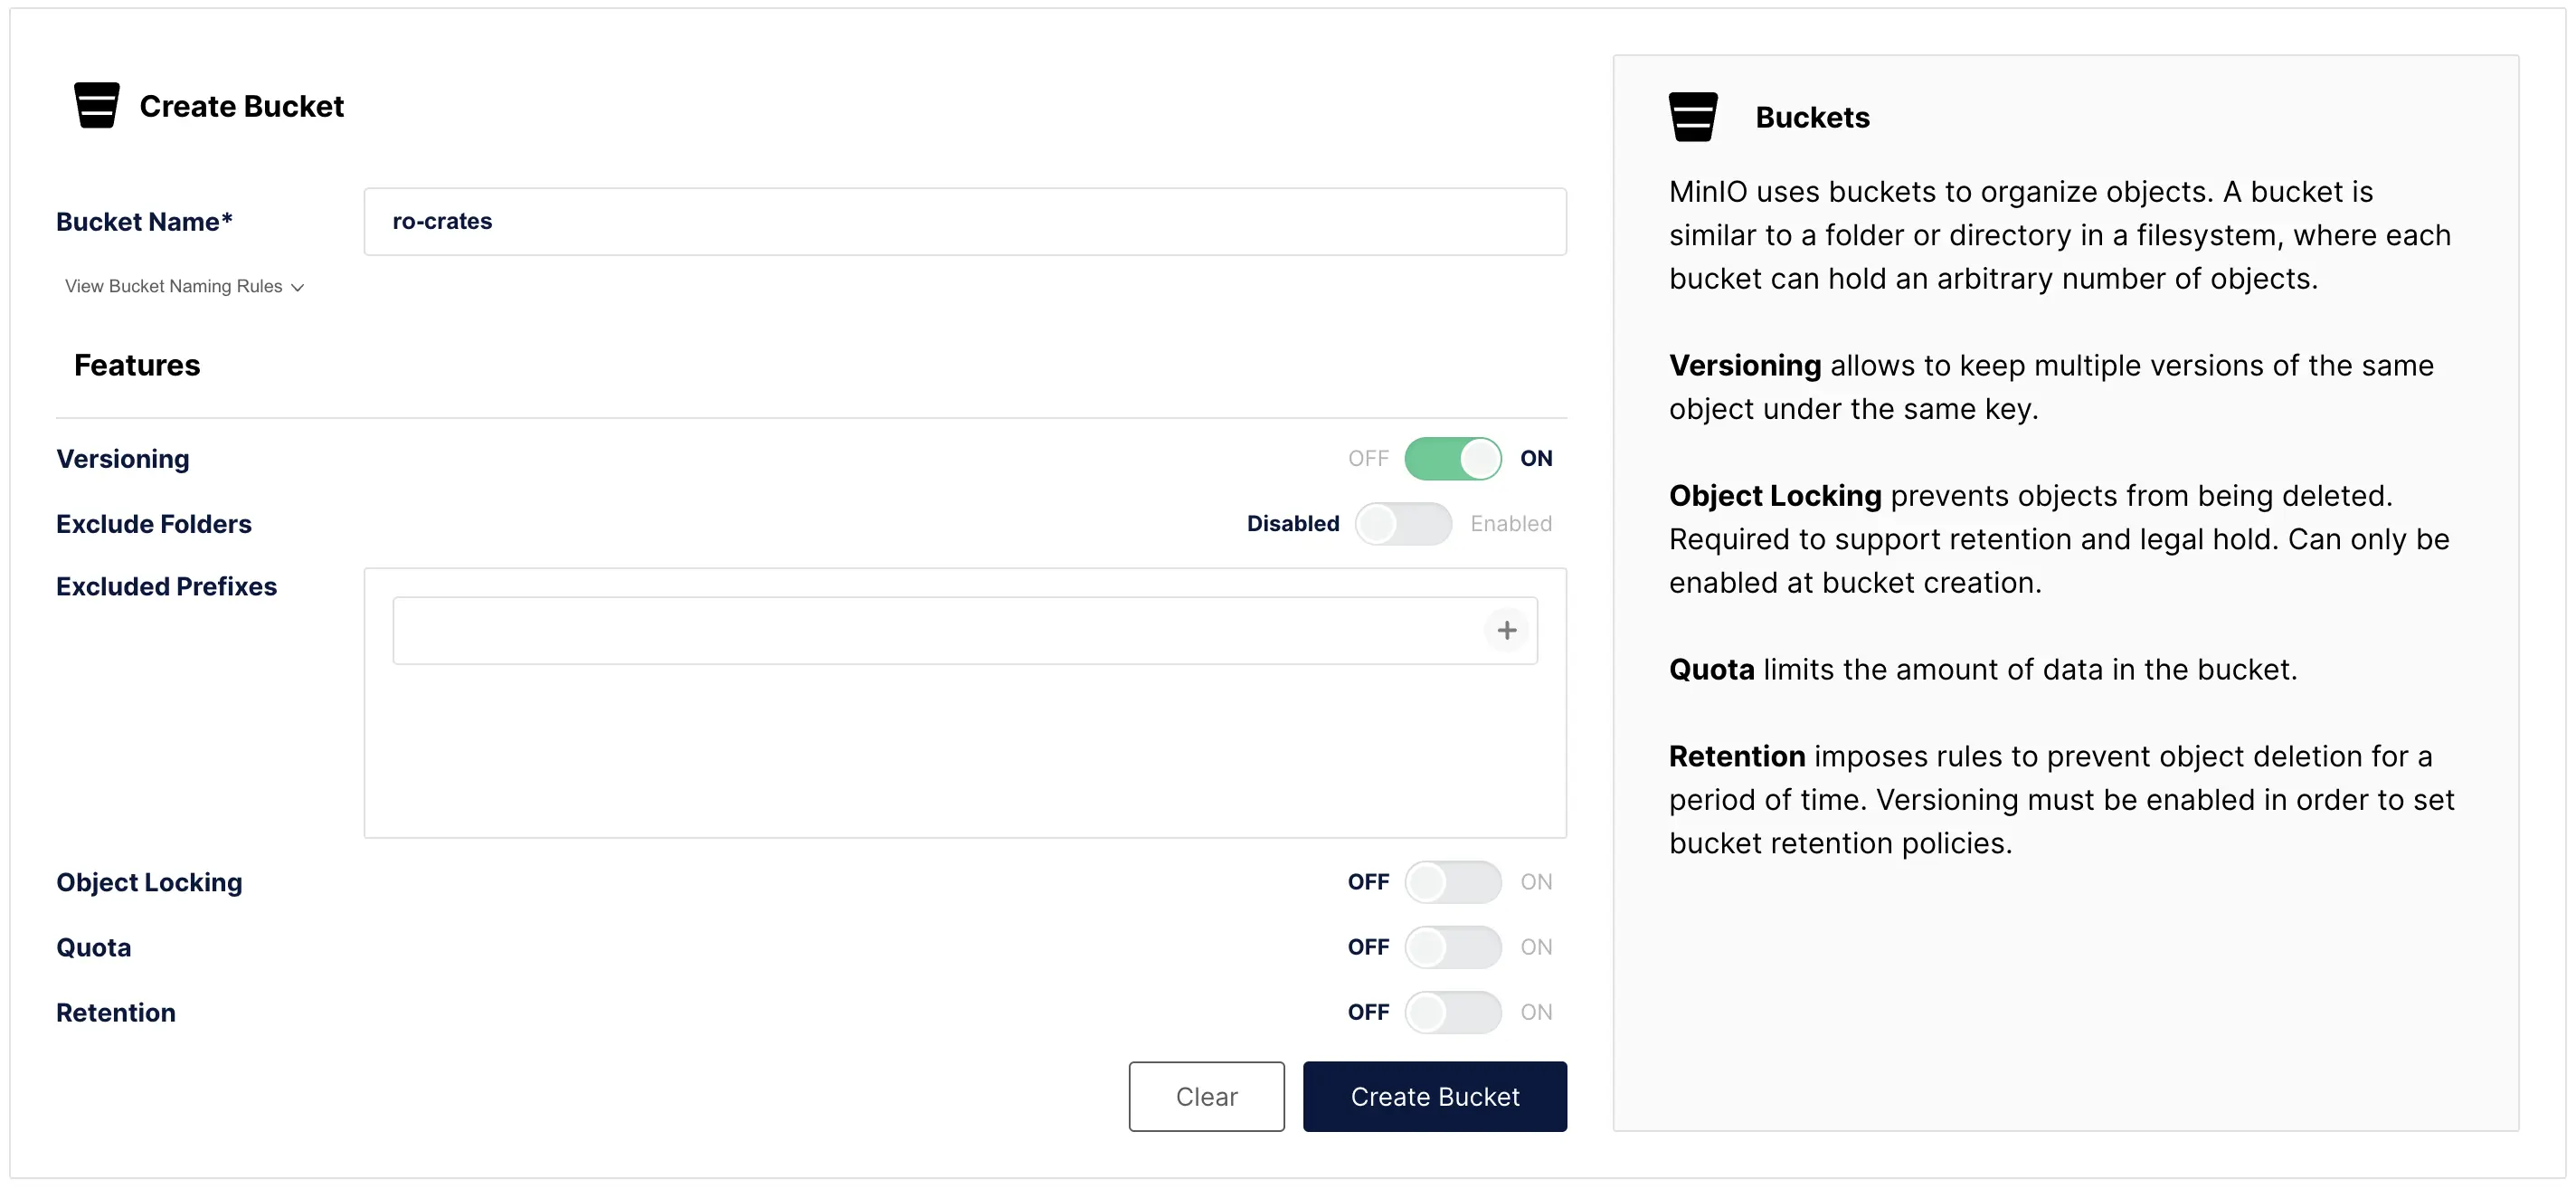 Create Bucket
Bucket Name*
ro-crates
View Bucket Naming Rules
Features
Versioning
OFF ON
Exclude Folders
Disabled Enabled
Excluded Prefixes
+
Object Locking
OFF ON
Quota
OFF ON
Retention
OFF ON
Clear
Create Bucket
Buckets
MinIO uses buckets to organize objects. A bucket is
similar to a folder or directory in a filesystem, where each
bucket can hold an arbitrary number of objects.
Versioning allows to keep multiple versions of the same
object under the same key.
Object Locking prevents objects from being deleted.
Required to support retention and legal hold. Can only be
enabled at bucket creation.
Quota limits the amount of data in the bucket.
Retention imposes rules to prevent object deletion for a
period of time. Versioning must be enabled in order to set
bucket retention policies.